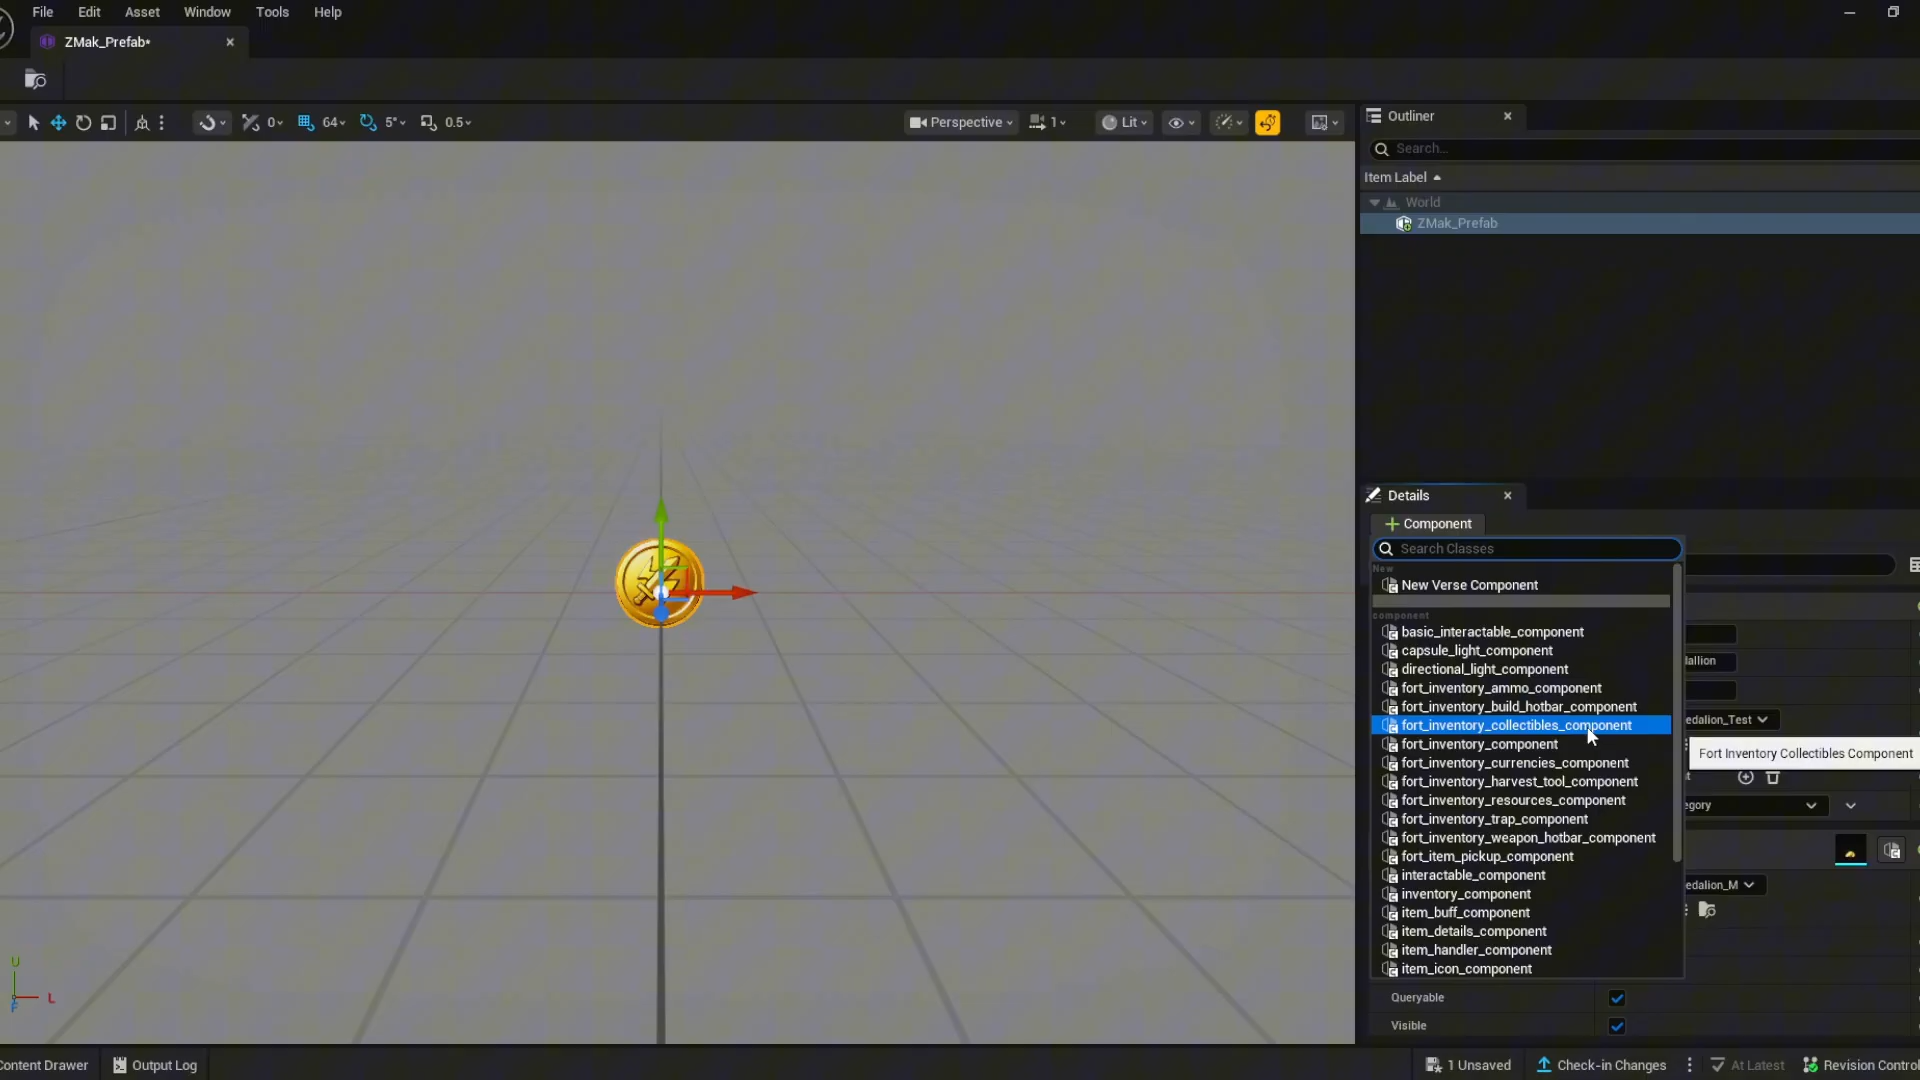 File Edit Asset Window Tools Help
ZMak_Prefab*
0 64 5° 0.5 Perspective 1 Lit
Outliner
Search...
Item Label
World
ZMak_Prefab
Details
+ Component
Search Classes
New
New Verse Component
component
basic_interactable_component
capsule_light_component
directional_light_component
fort_inventory_ammo_component
fort_inventory_build_hotbar_component
fort_inventory_collectibles_component
fort_inventory_component
fort_inventory_currencies_component
fort_inventory_harvest_tool_component
fort_inventory_resources_component
fort_inventory_trap_component
fort_inventory_weapon_hotbar_component
fort_item_pickup_component
interactable_component
inventory_component
item_buff_component
item_details_component
item_handler_component
item_icon_component
dallion
edalion_Test
Fort Inventory Collectibles Component
egory
edalion_M
Queryable
Visible
U
L
F
Content Drawer Output Log 1 Unsaved Check-in Changes At Latest Revision Control